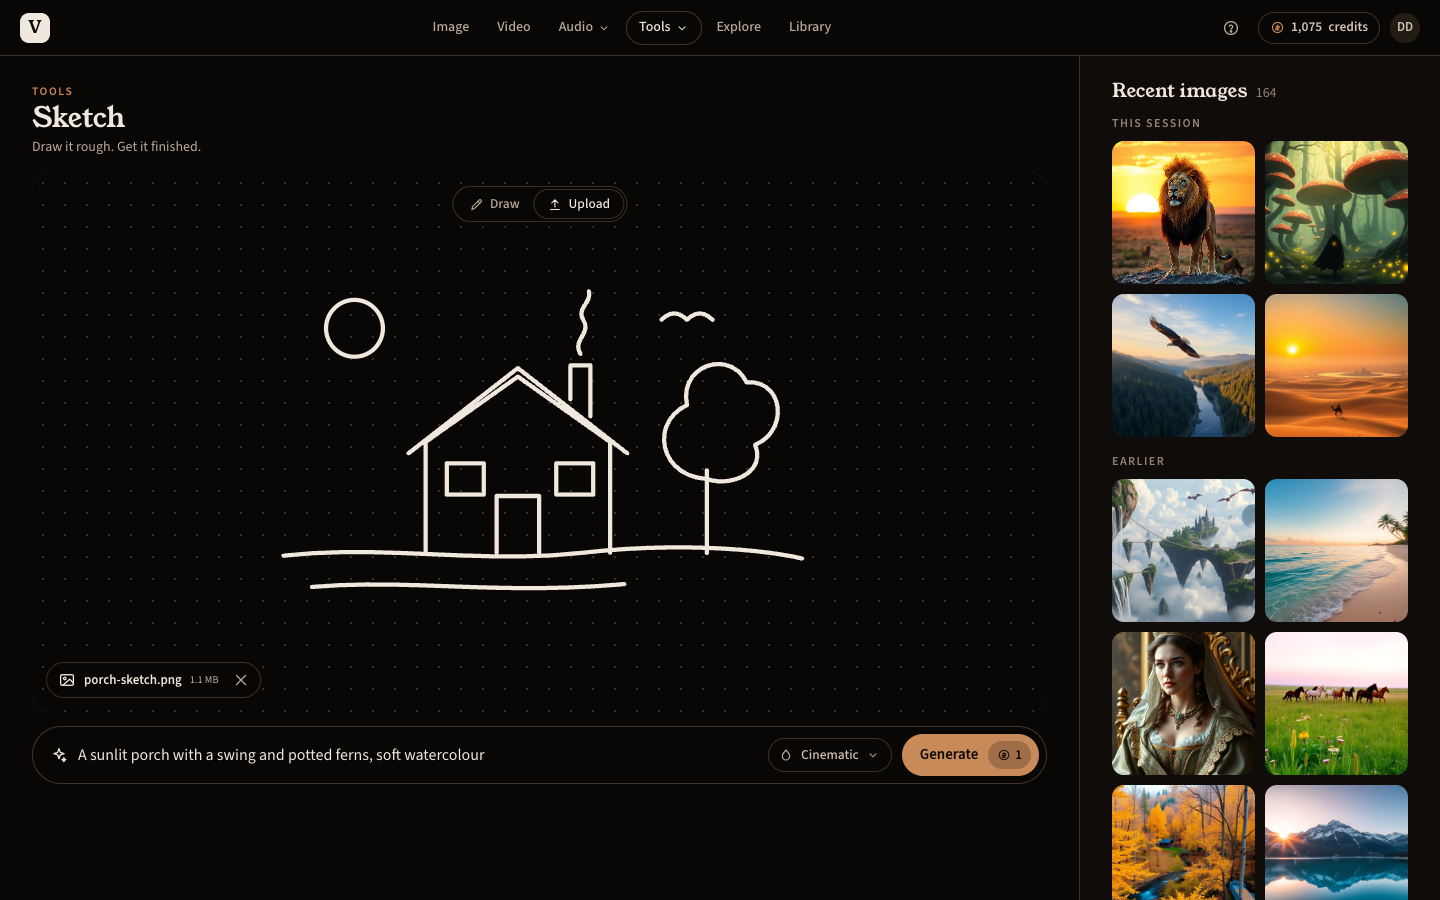 V
Image
Video
Audio
Tools
Explore
Library
1,075 credits
DD
TOOLS
Sketch
Draw it rough. Get it finished.
Draw
Upload
porch-sketch.png 1.1 MB
A sunlit porch with a swing and potted ferns, soft watercolour
Cinematic
Generate 1
Recent images 164
THIS SESSION
EARLIER